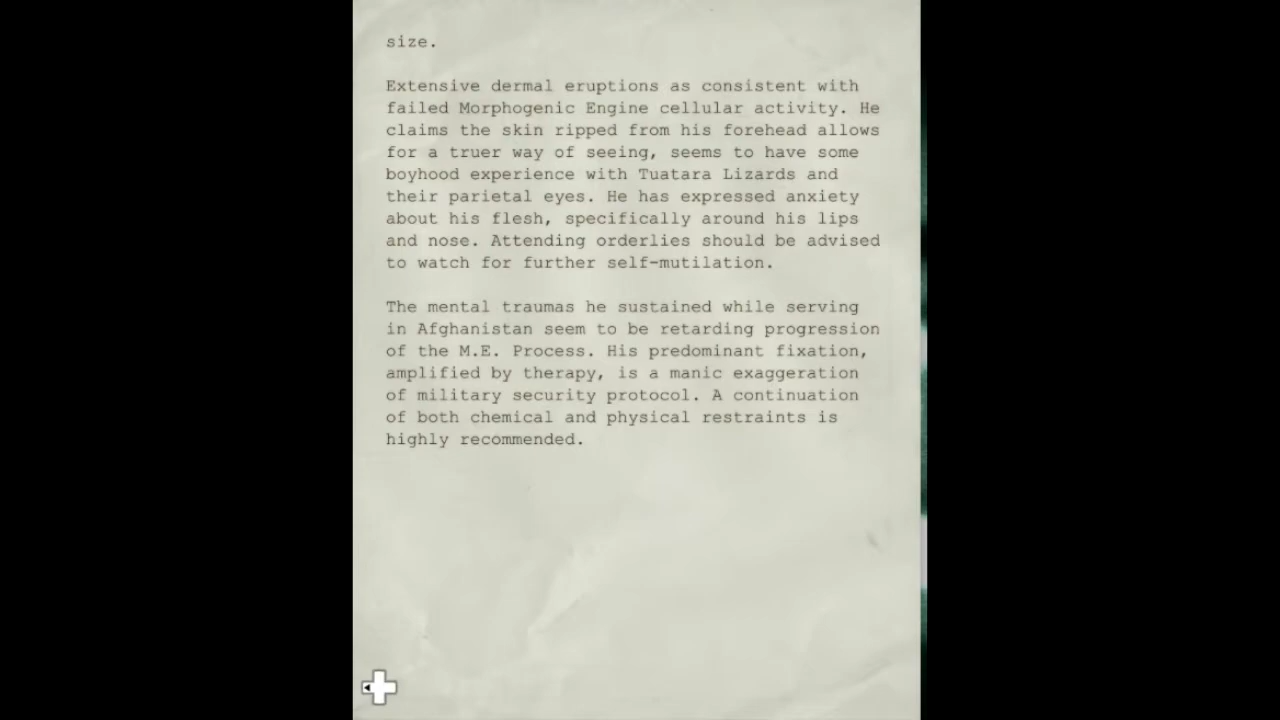 size.
Extensive dermal eruptions as consistent with
failed Morphogenic Engine cellular activity. He
claims the skin ripped from his forehead allows
for a truer way of seeing, seems to have some
boyhood experience with Tuatara Lizards and
their parietal eyes. He has expressed anxiety
about his flesh, specifically around his lips
and nose. Attending orderlies should be advised
to watch for further self-mutilation.
The mental traumas he sustained while serving
in Afghanistan seem to be retarding progression
of the M.E. Process. His predominant fixation,
amplified by therapy, is a manic exaggeration
of military security protocol. A continuation
of both chemical and physical restraints is
highly recommended.